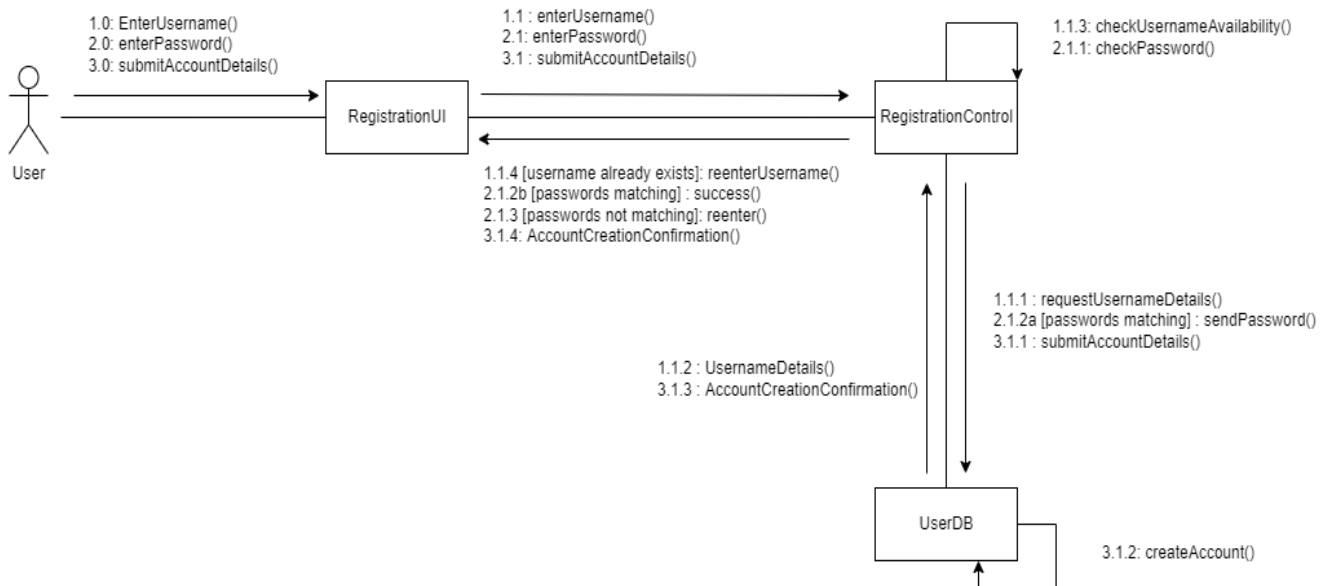 1.0: EnterUsername()
2.0: enterPassword()
3.0: submitAccountDetails()
1.1 : enterUsername()
2.1: enterPassword()
3.1 : submitAccountDetails()
1.1.3: checkUsernameAvailability()
2.1.1: checkPassword()
User
RegistrationUI
RegistrationControl
1.1.4 [username already exists]: reenterUsername()
2.1.2b [passwords matching] : success()
2.1.3 [passwords not matching]: reenter()
3.1.4: AccountCreationConfirmation()
1.1.1 : requestUsernameDetails()
2.1.2a [passwords matching] : sendPassword()
3.1.1 : submitAccountDetails()
1.1.2 : UsernameDetails()
3.1.3 : AccountCreationConfirmation()
UserDB
3.1.2: createAccount()